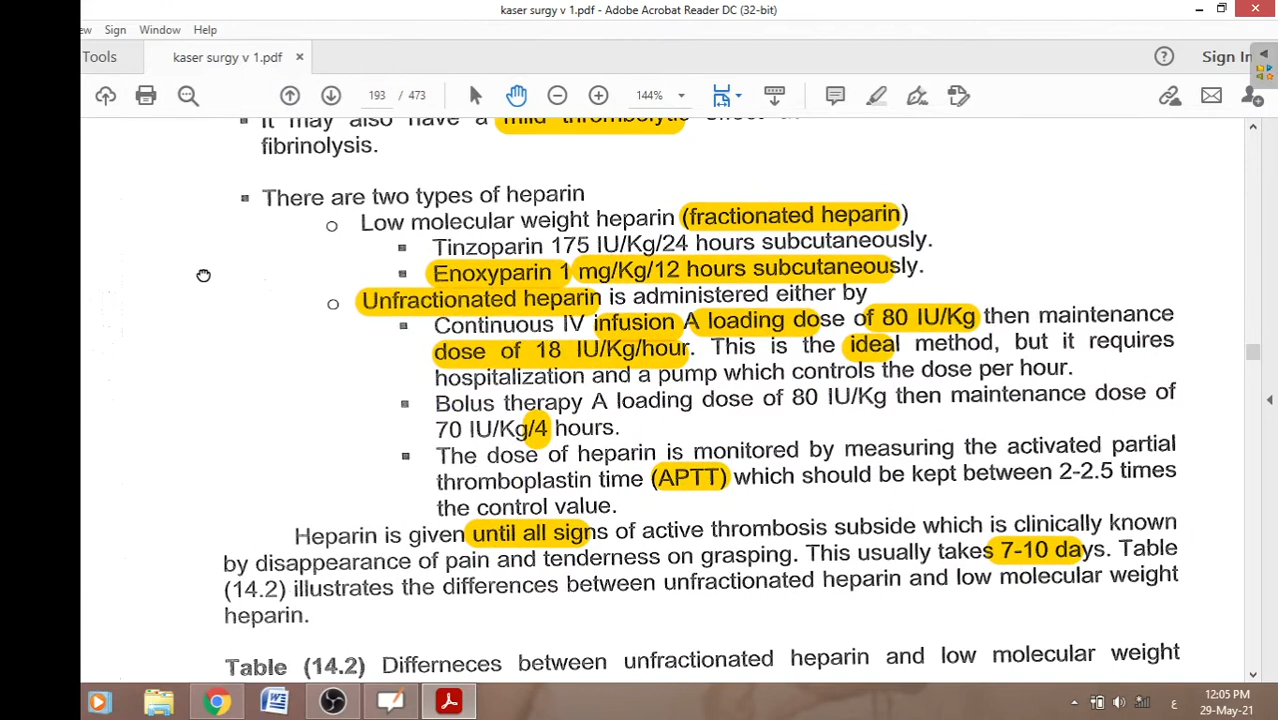 kaser surgy v 1.pdf - Adobe Acrobat Reader DC (32-bit)
ew Sign Window Help
Tools kaser surgy v 1.pdf × Sign In
193 / 473 144%
It may also have a mild thrombolytic
fibrinolysis.
There are two types of heparin
Low molecular weight heparin (fractionated heparin)
Tinzoparin 175 IU/Kg/24 hours subcutaneously.
Enoxyparin 1 mg/Kg/12 hours subcutaneously.
Unfractionated heparin is administered either by
Continuous IV infusion A loading dose of 80 IU/Kg then maintenance
dose of 18 IU/Kg/hour. This is the ideal method, but it requires
hospitalization and a pump which controls the dose per hour.
Bolus therapy A loading dose of 80 IU/Kg then maintenance dose of
70 IU/Kg/4 hours.
The dose of heparin is monitored by measuring the activated partial
thromboplastin time (APTT) which should be kept between 2-2.5 times
the control value.
Heparin is given until all signs of active thrombosis subside which is clinically known
by disappearance of pain and tenderness on grasping. This usually takes 7-10 days. Table
(14.2) illustrates the differences between unfractionated heparin and low molecular weight
heparin.
Table (14.2) Differneces between unfractionated heparin and low molecular weight
ع 12:05 PM
29-May-21